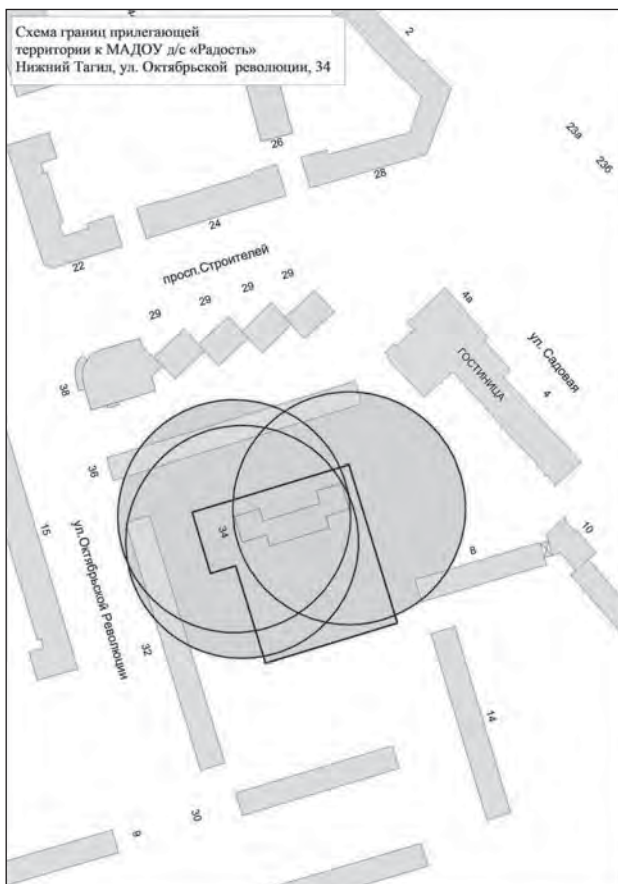 Схема границ прилегающей
территории к МАДОУ д/с «Радость»
Нижний Тагил, ул. Октябрьской революции, 34
2
26
28
23а
23б
24
22
просп.Строителей
29
29
29
29
4а
ул. Садовая
ГОСТИНИЦА
4
38
36
34
15
ул.Октябрьской Революции
10
8
32
14
30
9